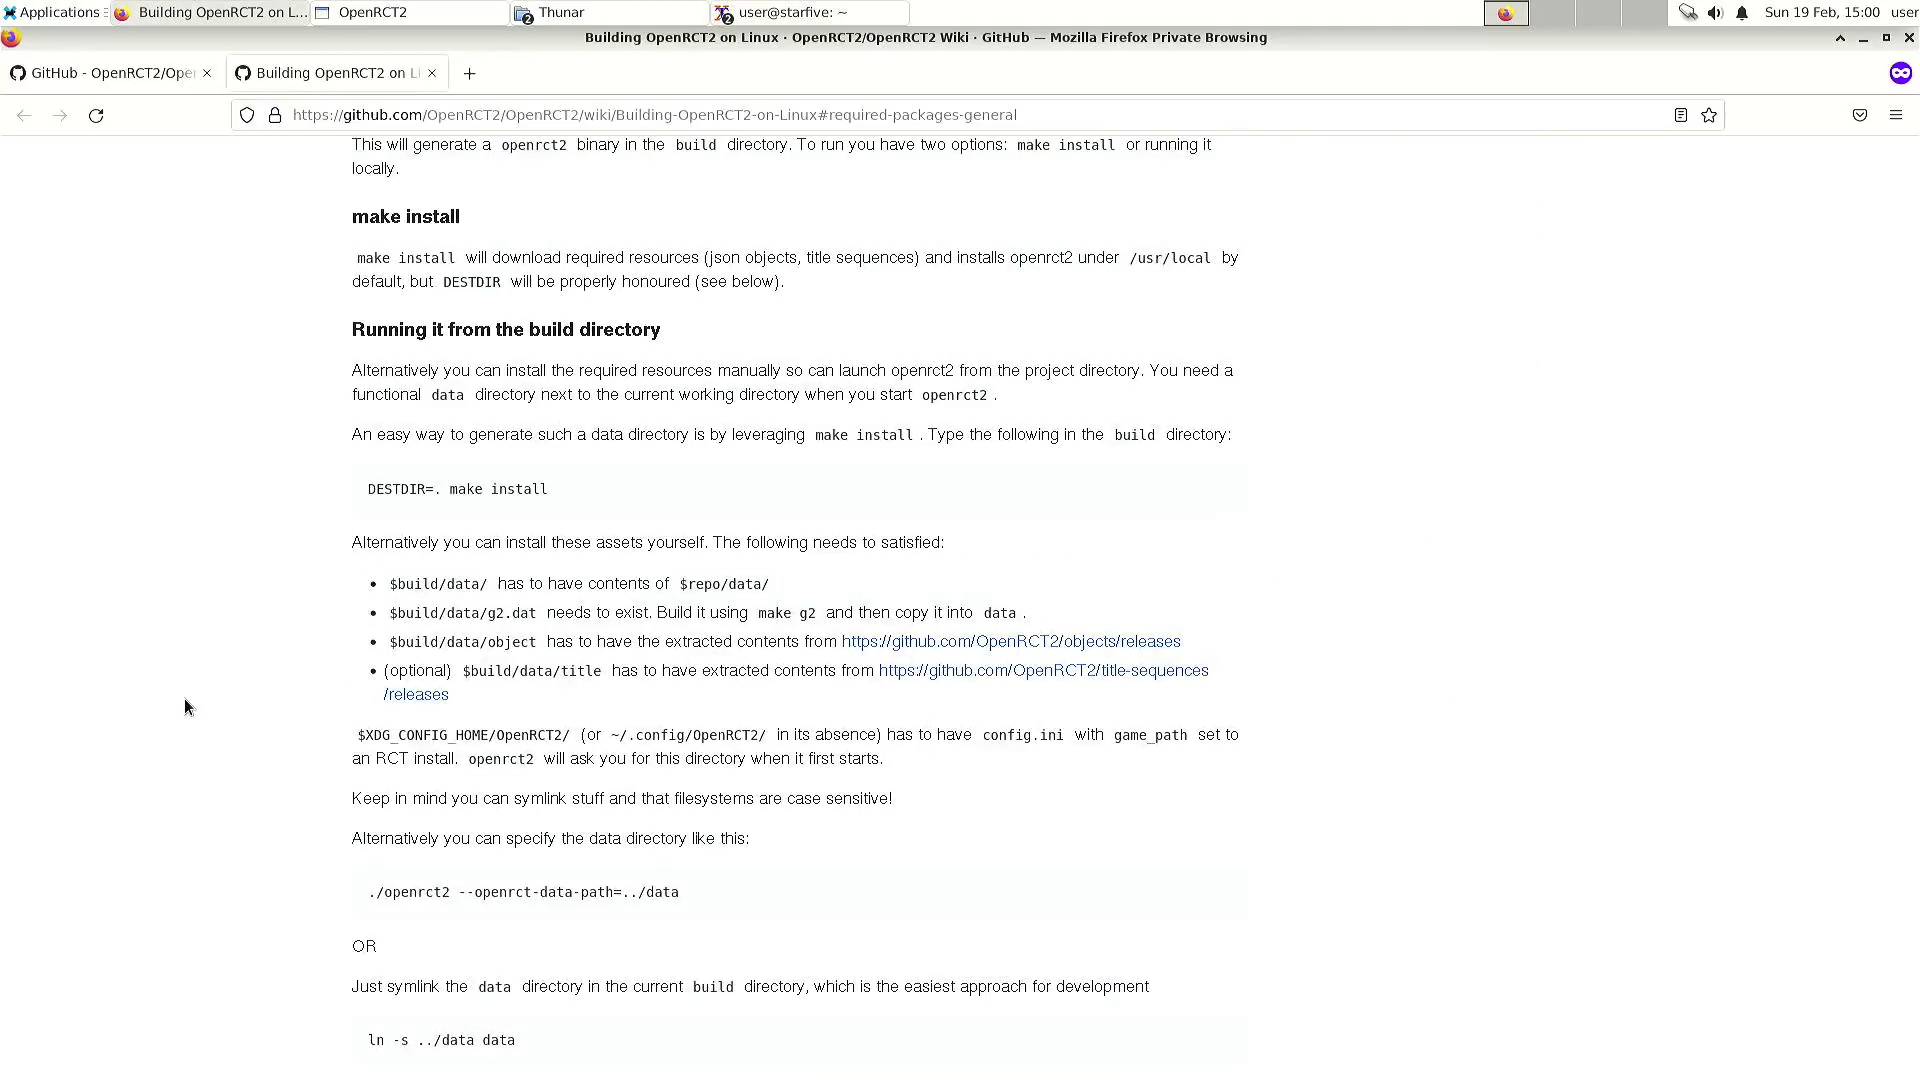 Applications
Building OpenRCT2 on L...
OpenRCT2
2 Thunar
2 user@starfive: ~
Sun 19 Feb, 15:00 user
Building OpenRCT2 on Linux · OpenRCT2/OpenRCT2 Wiki · GitHub — Mozilla Firefox Private Browsing
GitHub - OpenRCT2/Ope
Building OpenRCT2 on L
https://github.com/OpenRCT2/OpenRCT2/wiki/Building-OpenRCT2-on-Linux#required-packages-general
This will generate a openrct2 binary in the build directory. To run you have two options: make install or running it
locally.
make install
make install will download required resources (json objects, title sequences) and installs openrct2 under /usr/local by
default, but DESTDIR will be properly honoured (see below).
Running it from the build directory
Alternatively you can install the required resources manually so can launch openrct2 from the project directory. You need a
functional data directory next to the current working directory when you start openrct2 .
An easy way to generate such a data directory is by leveraging make install . Type the following in the build directory:
DESTDIR=. make install
Alternatively you can install these assets yourself. The following needs to satisfied:
• $build/data/ has to have contents of $repo/data/
• $build/data/g2.dat needs to exist. Build it using make g2 and then copy it into data .
• $build/data/object has to have the extracted contents from https://github.com/OpenRCT2/objects/releases
• (optional) $build/data/title has to have extracted contents from https://github.com/OpenRCT2/title-sequences
/releases
$XDG_CONFIG_HOME/OpenRCT2/ (or ~/.config/OpenRCT2/ in its absence) has to have config.ini with game_path set to
an RCT install. openrct2 will ask you for this directory when it first starts.
Keep in mind you can symlink stuff and that filesystems are case sensitive!
Alternatively you can specify the data directory like this:
./openrct2 --openrct-data-path=../data
OR
Just symlink the data directory in the current build directory, which is the easiest approach for development
ln -s ../data data